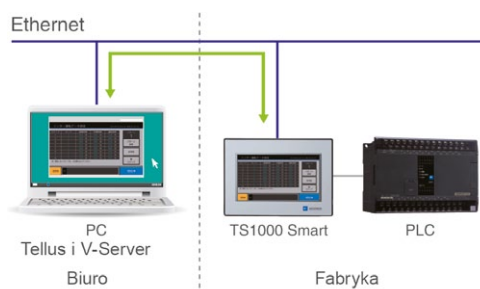 Ethernet
PC
Tellus i V-Server
TS1000 Smart
PLC
Biuro
Fabryka